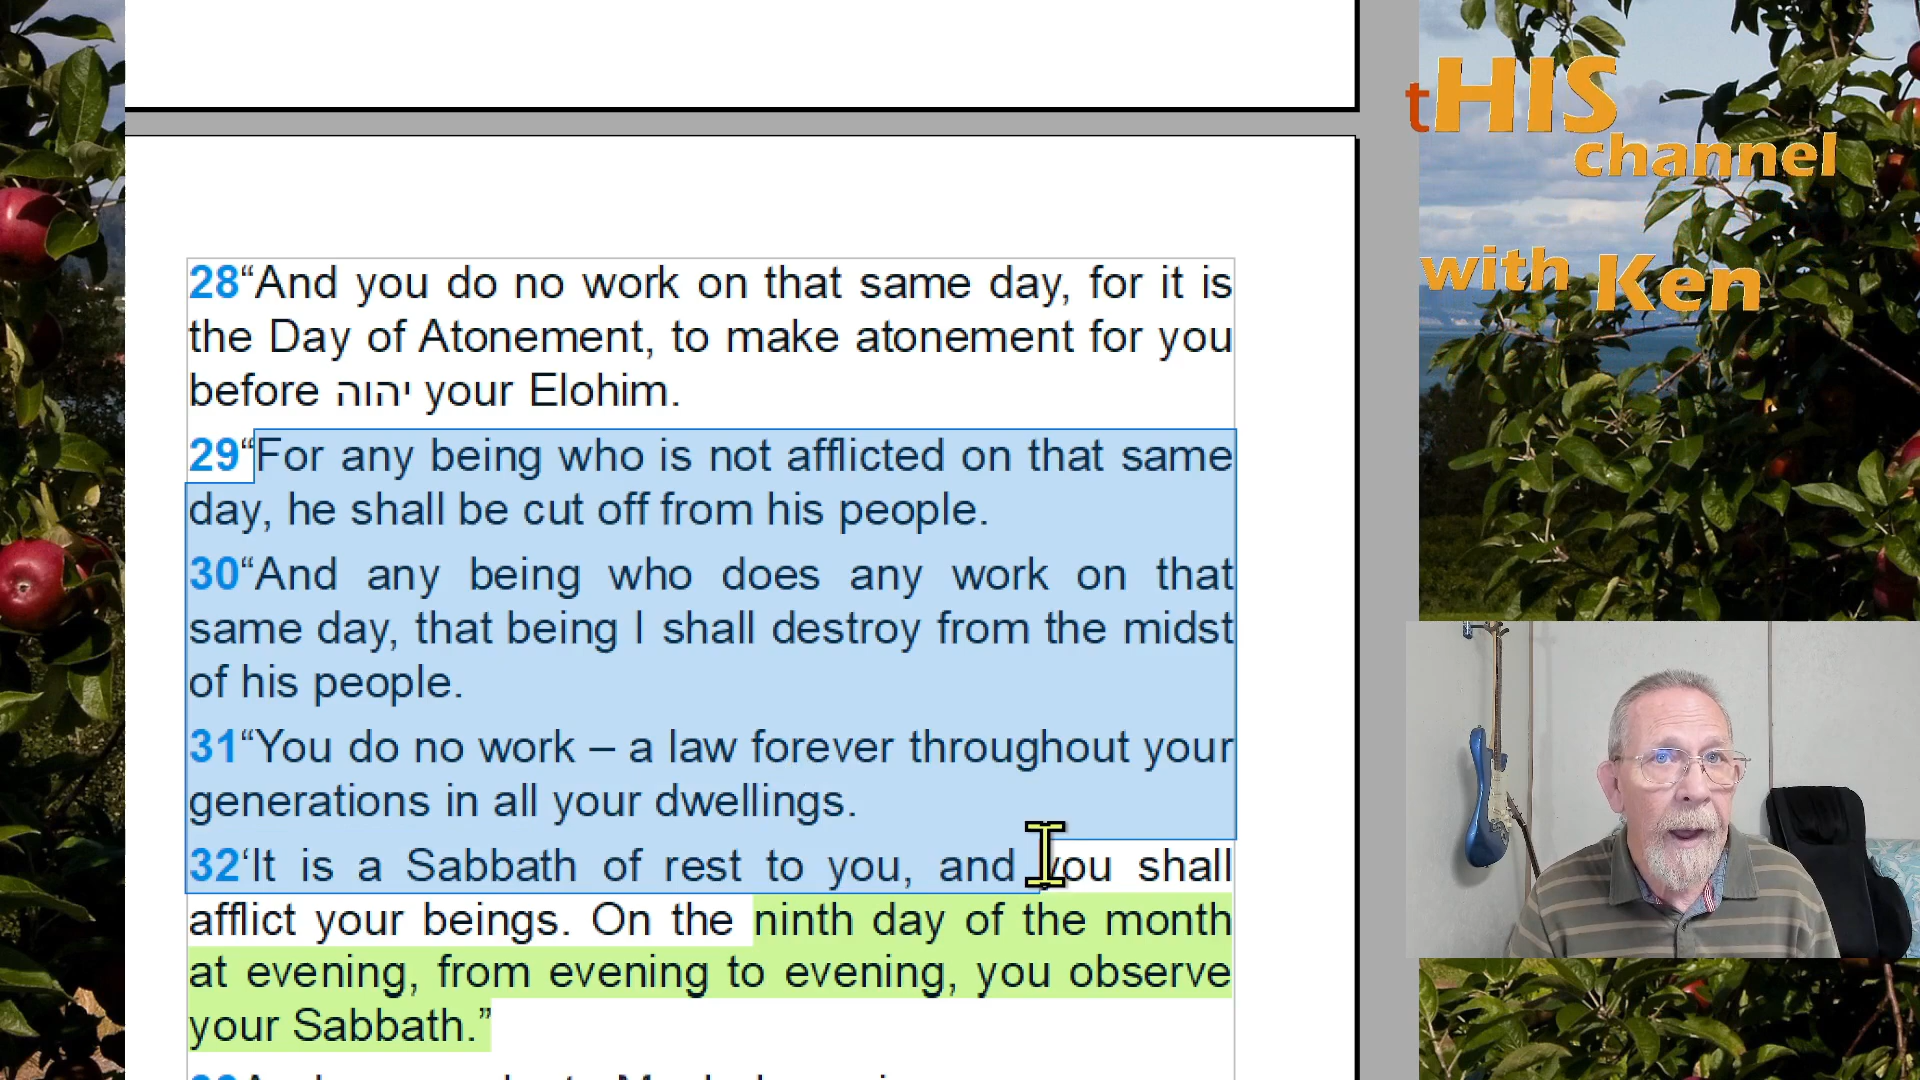 tHIS
channel
with Ken
28“And you do no work on that same day, for it is
the Day of Atonement, to make atonement for you
before יהוה your Elohim.
29“For any being who is not afflicted on that same
day, he shall be cut off from his people.
30“And any being who does any work on that
same day, that being I shall destroy from the midst
of his people.
31“You do no work – a law forever throughout your
generations in all your dwellings.
32‘It is a Sabbath of rest to you, and you shall
afflict your beings. On the ninth day of the month
at evening, from evening to evening, you observe
your Sabbath.”